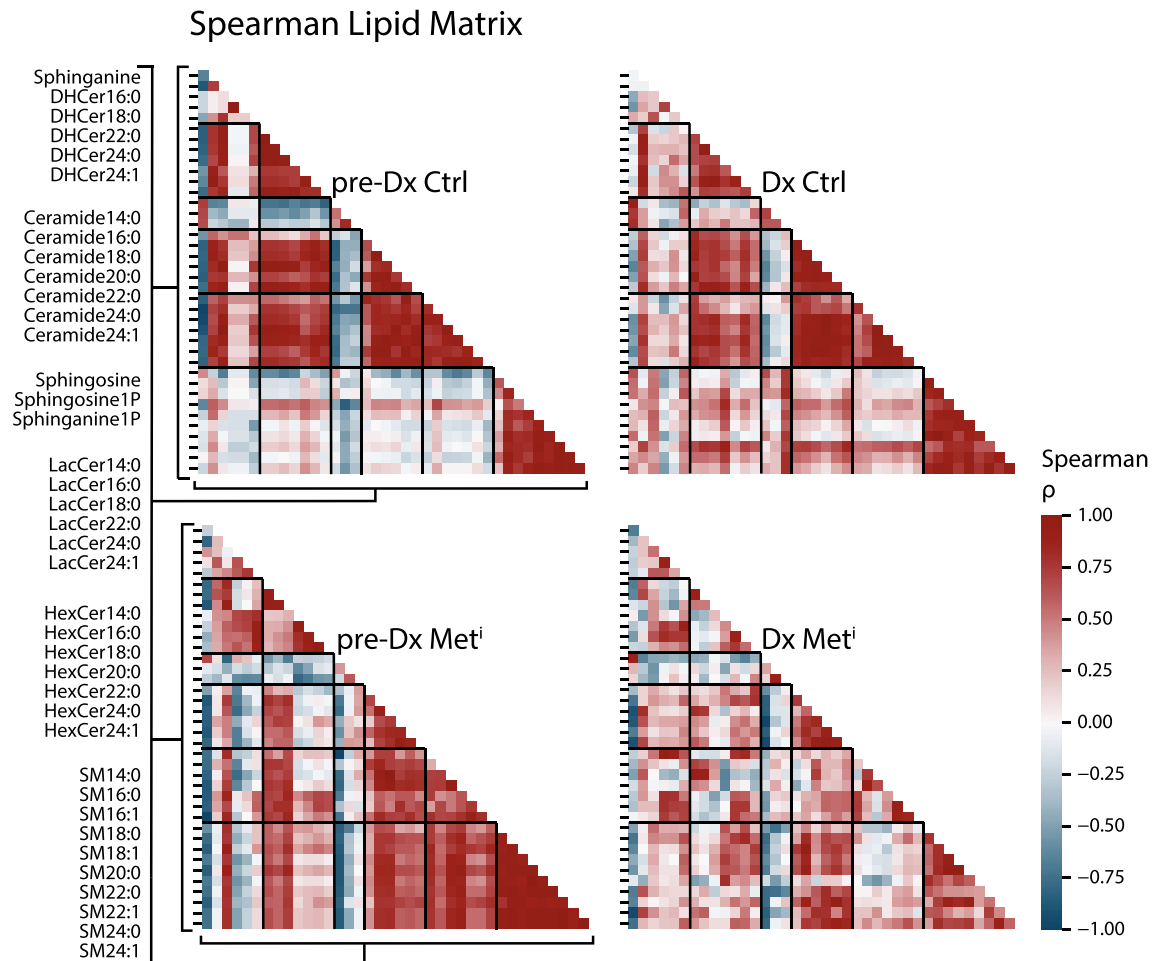 Spearman Lipid Matrix
Sphinganine
DHCer16:0
DHCer18:0
DHCer22:0
DHCer24:0
DHCer24:1
Ceramide14:0
Ceramide16:0
Ceramide18:0
Ceramide20:0
Ceramide22:0
Ceramide24:0
Ceramide24:1
Sphingosine
Sphingosine1P
Sphinganine1P
LacCer14:0
LacCer16:0
LacCer18:0
LacCer22:0
LacCer24:0
LacCer24:1
HexCer14:0
HexCer16:0
HexCer18:0
HexCer20:0
HexCer22:0
HexCer24:0
HexCer24:1
SM14:0
SM16:0
SM16:1
SM18:0
SM18:1
SM20:0
SM22:0
SM22:1
SM24:0
SM24:1
pre-Dx Ctrl
Dx Ctrl
pre-Dx Metⁱ
Dx Metⁱ
Spearman
ρ
1.00
0.75
0.50
0.25
0.00
−0.25
−0.50
−0.75
−1.00